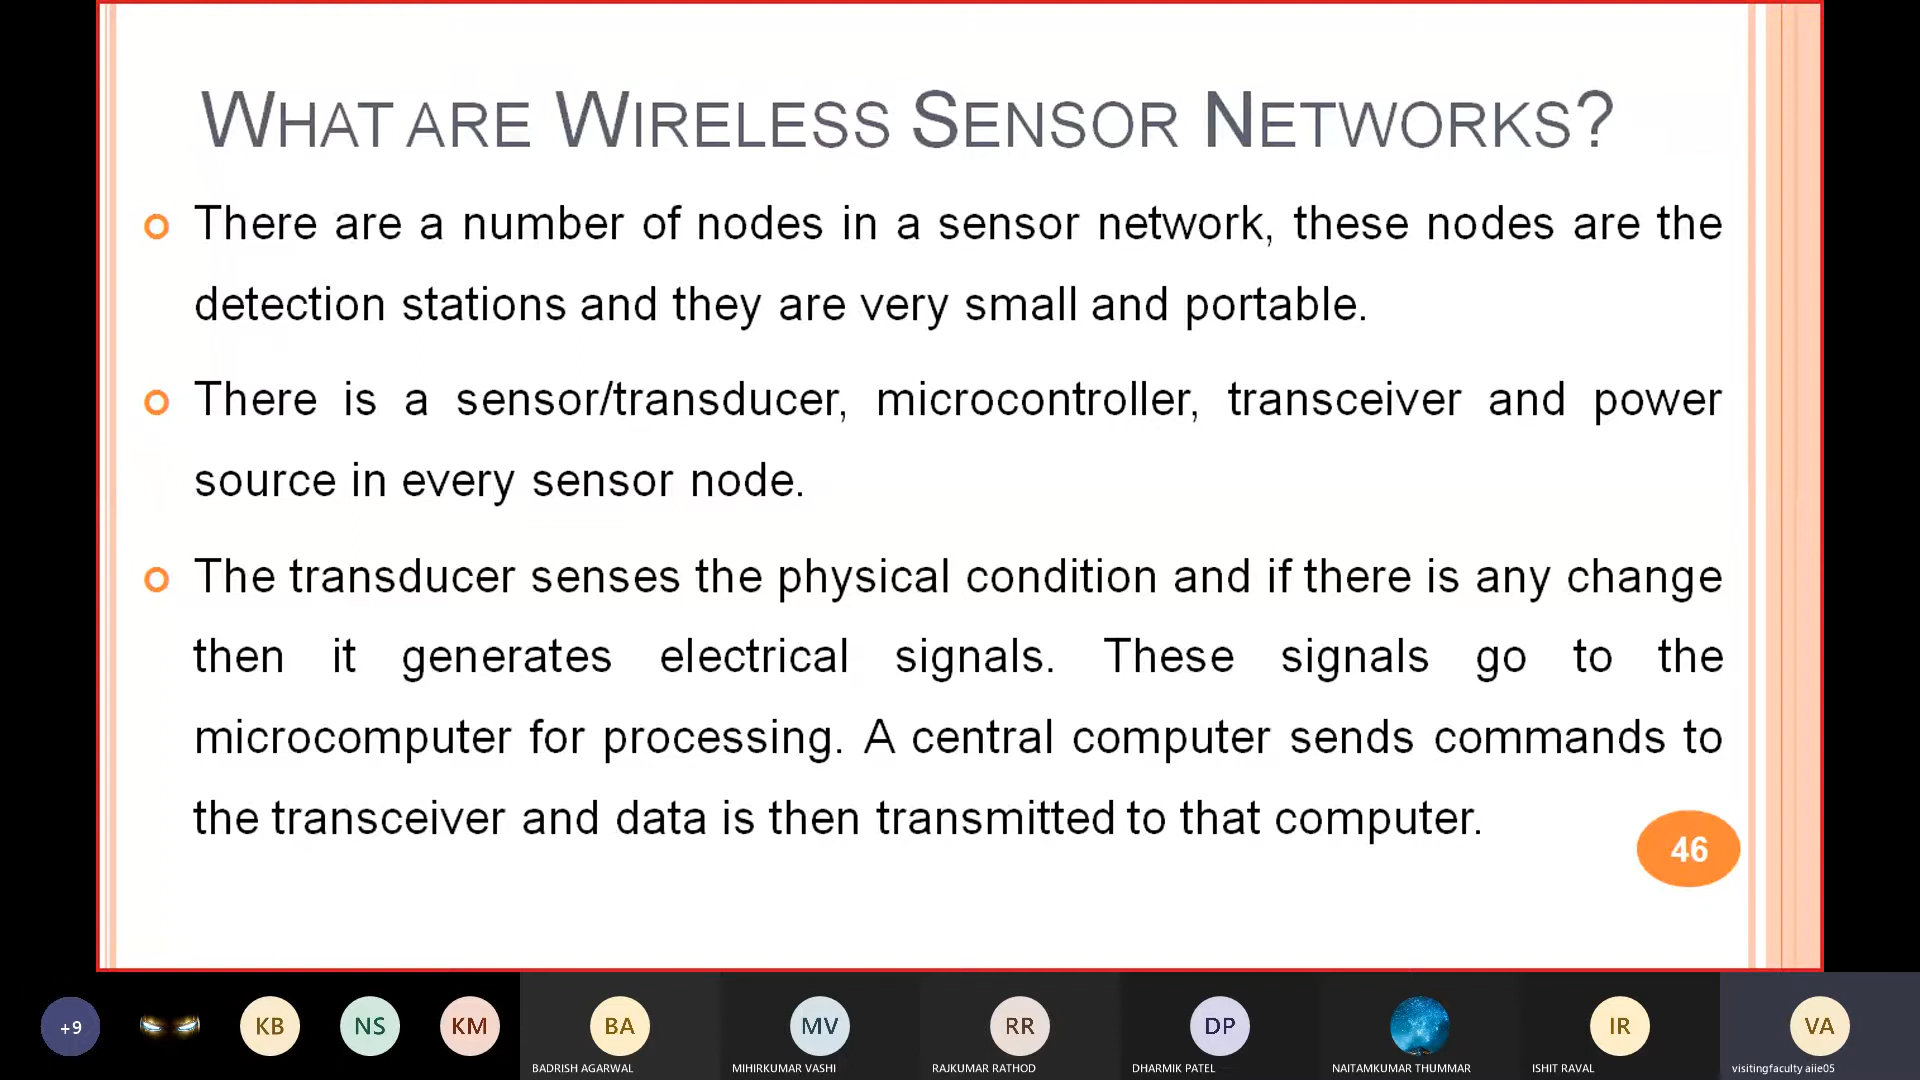 WHAT ARE WIRELESS SENSOR NETWORKS?
There are a number of nodes in a sensor network, these nodes are the
detection stations and they are very small and portable.
There is a sensor/transducer, microcontroller, transceiver and power
source in every sensor node.
The transducer senses the physical condition and if there is any change
then it generates electrical signals. These signals go to the
microcomputer for processing. A central computer sends commands to
the transceiver and data is then transmitted to that computer.
46
+9
KB
NS
KM
BA
MV
RR
DP
IR
VA
BADRISH AGARWAL
MIHIRKUMAR VASHI
RAJKUMAR RATHOD
DHARMIK PATEL
NAITAMKUMAR THUMMAR
ISHIT RAVAL
visitingfaculty aiie05